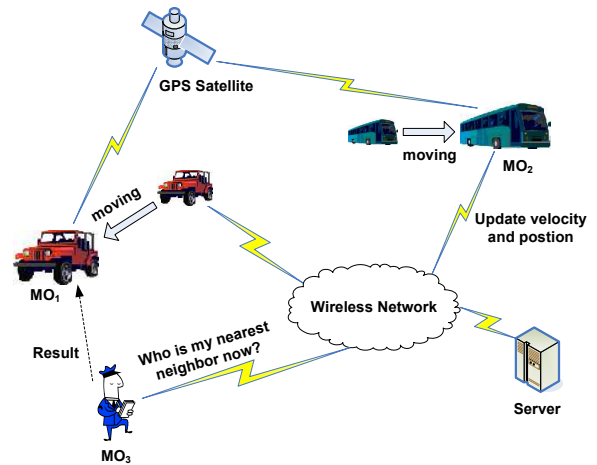 GPS Satellite
moving
MO2
moving
Update velocity
and postion
MO1
Wireless Network
Who is my nearest
neighbor now?
Result
Server
MO3